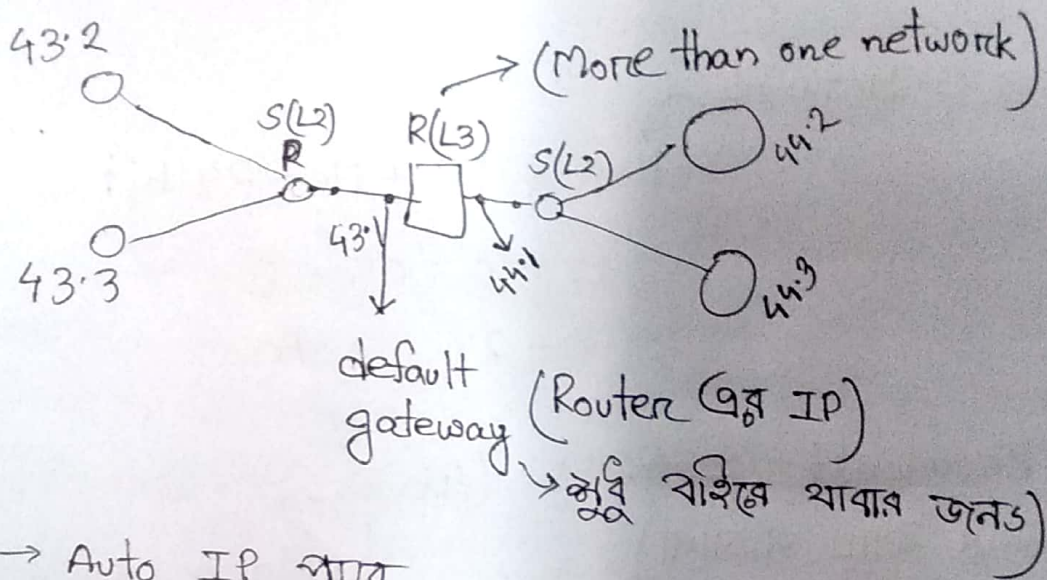 43.2
(More than one network)
S(L2)
R(L3)
R
S(L2)
44.2
43.1
44.1
43.3
44.3
default
gateway
(Router এর IP)
শুধু বাহিরে যাবার জন্য)
→ Auto IP পাবে